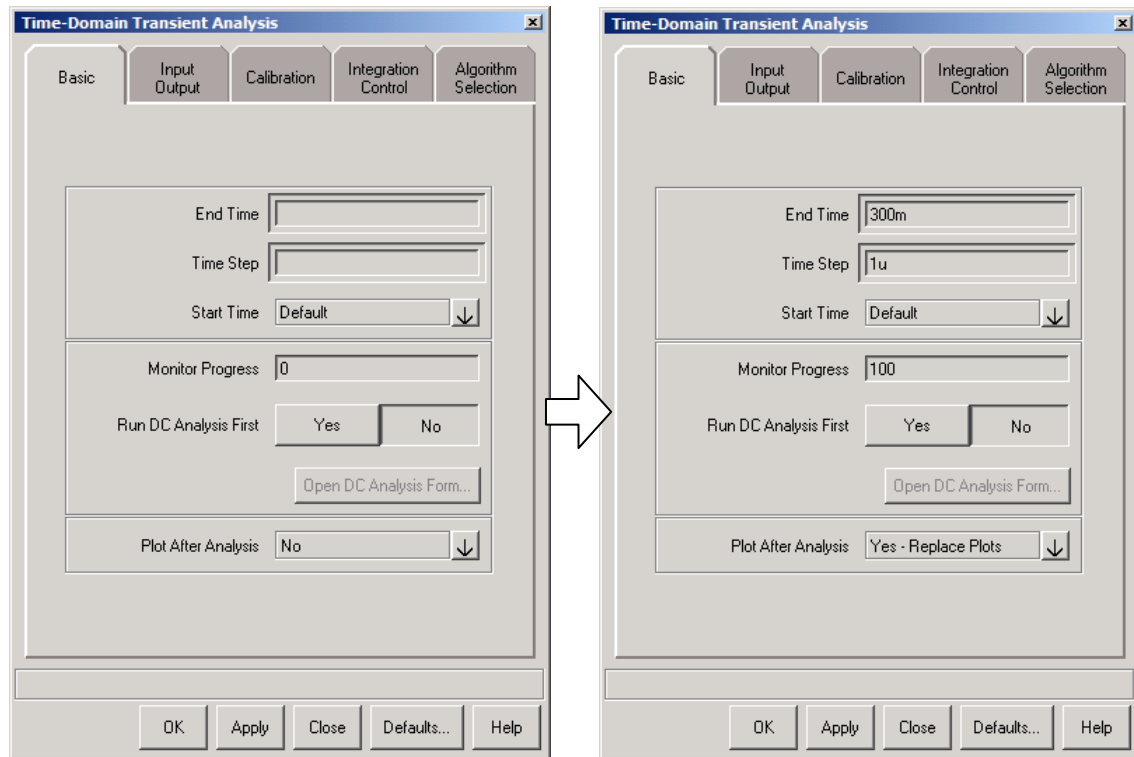 Time-Domain Transient Analysis
Basic
Input Output
Calibration
Integration Control
Algorithm Selection
End Time
Time Step
Start Time Default
Monitor Progress 0
Run DC Analysis First Yes No
Open DC Analysis Form...
Plot After Analysis No
OK Apply Close Defaults... Help
Time-Domain Transient Analysis
Basic
Input Output
Calibration
Integration Control
Algorithm Selection
End Time 300m
Time Step 1u
Start Time Default
Monitor Progress 100
Run DC Analysis First Yes No
Open DC Analysis Form...
Plot After Analysis Yes - Replace Plots
OK Apply Close Defaults... Help